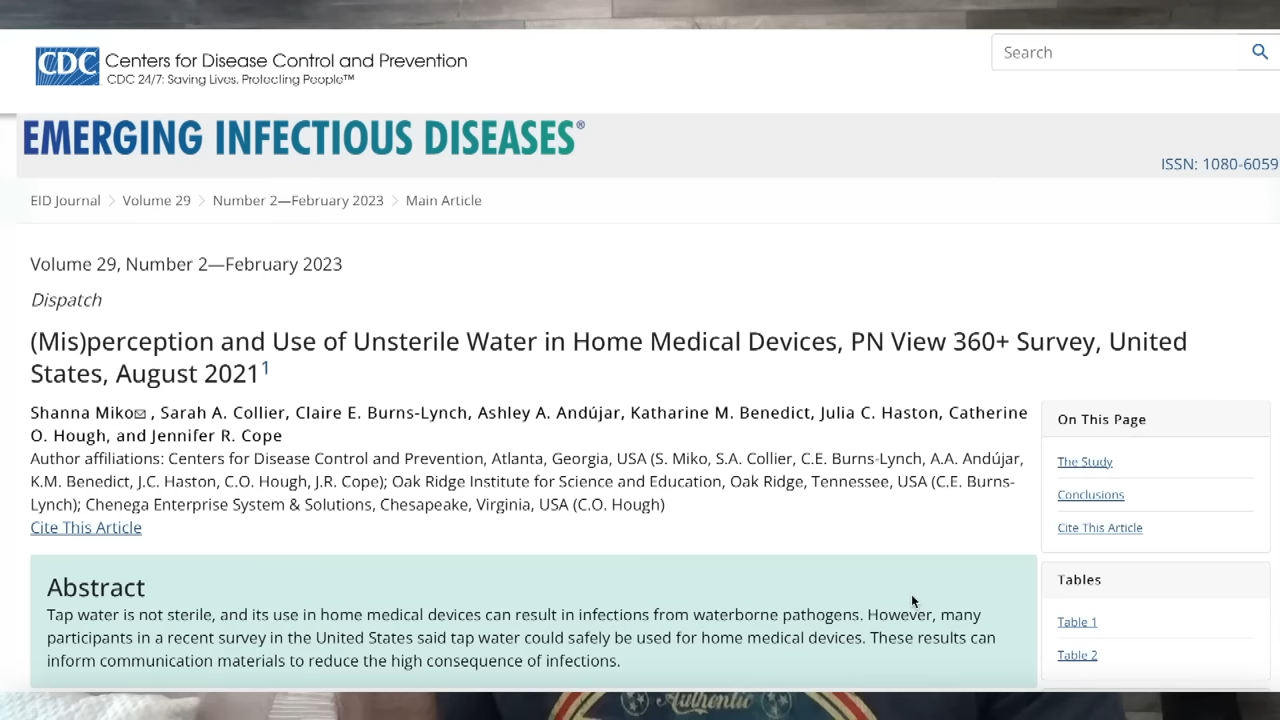 CDC
Centers for Disease Control and Prevention
CDC 24/7: Saving Lives, Protecting People™
Search
EMERGING INFECTIOUS DISEASES®
ISSN: 1080-6059
EID Journal > Volume 29 > Number 2—February 2023 > Main Article
Volume 29, Number 2—February 2023
Dispatch
(Mis)perception and Use of Unsterile Water in Home Medical Devices, PN View 360+ Survey, United
States, August 2021¹
Shanna Miko , Sarah A. Collier, Claire E. Burns-Lynch, Ashley A. Andújar, Katharine M. Benedict, Julia C. Haston, Catherine
O. Hough, and Jennifer R. Cope
Author affiliations: Centers for Disease Control and Prevention, Atlanta, Georgia, USA (S. Miko, S.A. Collier, C.E. Burns-Lynch, A.A. Andújar,
K.M. Benedict, J.C. Haston, C.O. Hough, J.R. Cope); Oak Ridge Institute for Science and Education, Oak Ridge, Tennessee, USA (C.E. Burns-
Lynch); Chenega Enterprise System & Solutions, Chesapeake, Virginia, USA (C.O. Hough)
Cite This Article
Abstract
Tap water is not sterile, and its use in home medical devices can result in infections from waterborne pathogens. However, many
participants in a recent survey in the United States said tap water could safely be used for home medical devices. These results can
inform communication materials to reduce the high consequence of infections.
On This Page
The Study
Conclusions
Cite This Article
Tables
Table 1
Table 2
Authentic